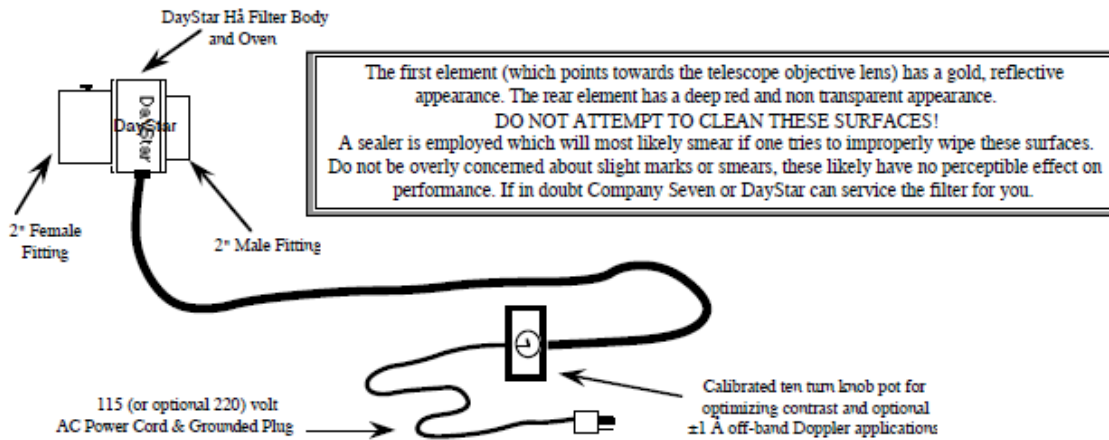 DayStar Hå Filter Body
and Oven
The first element (which points towards the telescope objective lens) has a gold, reflective
appearance. The rear element has a deep red and non transparent appearance.
DO NOT ATTEMPT TO CLEAN THESE SURFACES!
A sealer is employed which will most likely smear if one tries to improperly wipe these surfaces.
Do not be overly concerned about slight marks or smears, these likely have no perceptible effect on
performance. If in doubt Company Seven or DayStar can service the filter for you.
DayStar
DayStar
2" Female
Fitting
2" Male Fitting
115 (or optional 220) volt
AC Power Cord & Grounded Plug
Calibrated ten turn knob pot for
optimizing contrast and optional
±1 Å off-band Doppler applications